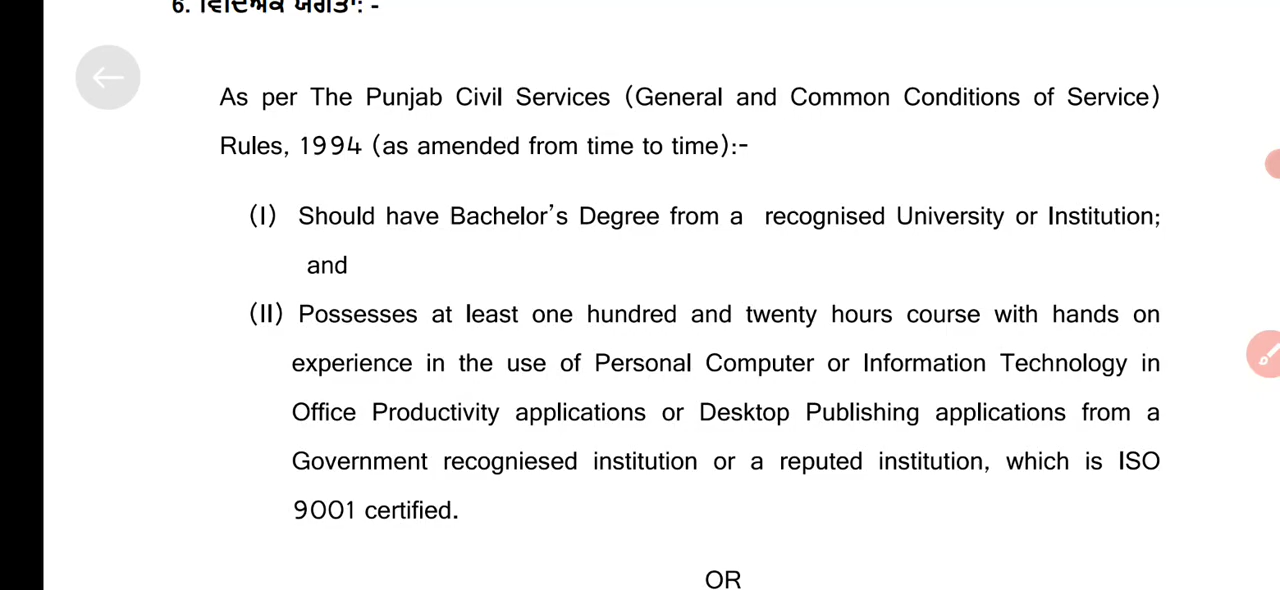 6. ਵਿੱਦਿਅਕ ਯੋਗਤਾ: -
As per The Punjab Civil Services (General and Common Conditions of Service)
Rules, 1994 (as amended from time to time):-
(I) Should have Bachelor’s Degree from a recognised University or Institution;
and
(II) Possesses at least one hundred and twenty hours course with hands on
experience in the use of Personal Computer or Information Technology in
Office Productivity applications or Desktop Publishing applications from a
Government recogniesed institution or a reputed institution, which is ISO
9001 certified.
OR